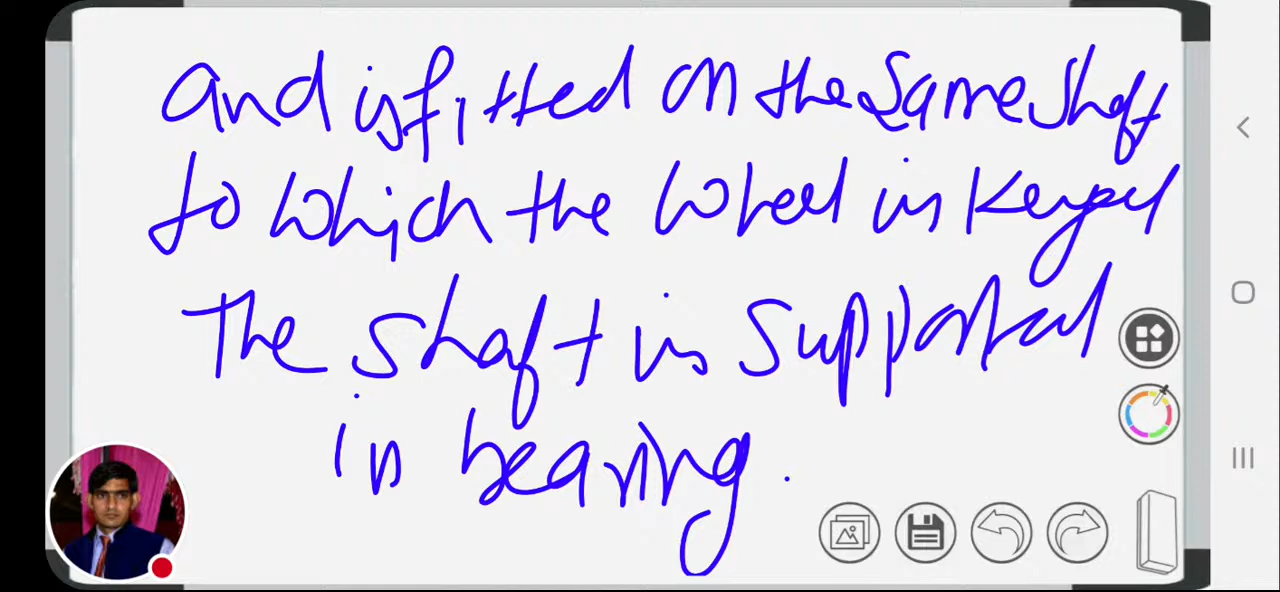 And is fitted on the same shaft
to which the wheel is keyed
The shaft is supported
in bearing.